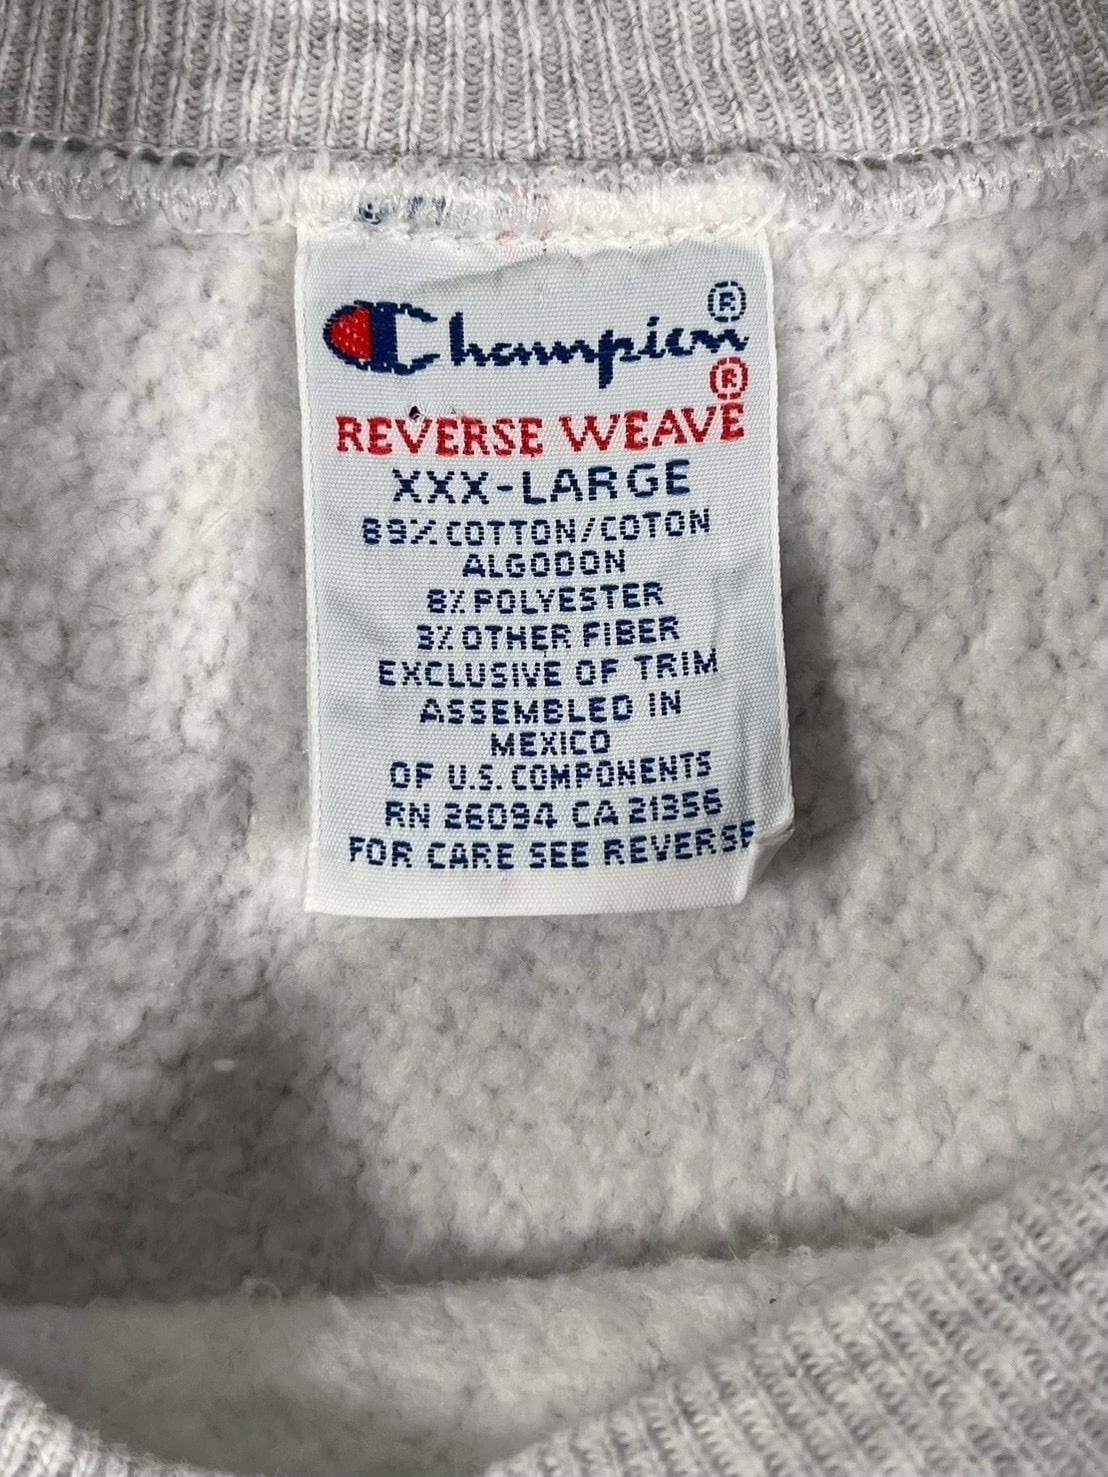 Champion®
®
REVERSE WEAVE
XXX-LARGE
89% COTTON/COTON
ALGODON
8% POLYESTER
3% OTHER FIBER
EXCLUSIVE OF TRIM
ASSEMBLED IN
MEXICO
OF U.S. COMPONENTS
RN 26094 CA 21356
FOR CARE SEE REVERSE